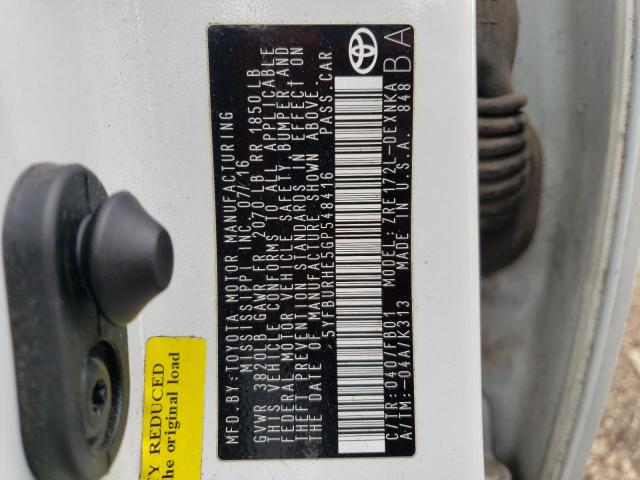 MFD.BY:TOYOTA MOTOR MANUFACTURING
MISSISSIPPI INC. 07/16
GVWR 3820LB GAWR FR 2070LB RR 1850LB
THIS VEHICLE CONFORMS TO ALL APPLICABLE
FEDERAL MOTOR VEHICLE SAFETY BUMPER AND
THEFT PREVENTION STANDARDS IN EFFECT ON
THE DATE OF MANUFACTURE SHOWN ABOVE.
5YFBURHE5GP548416 PASS.CAR
C/TR:040/FB01 MODEL: ZRE172L-DEXNKA
A/TM:-04A/K313 MADE IN U.S.A. 848
BA
TY REDUCED
the original load